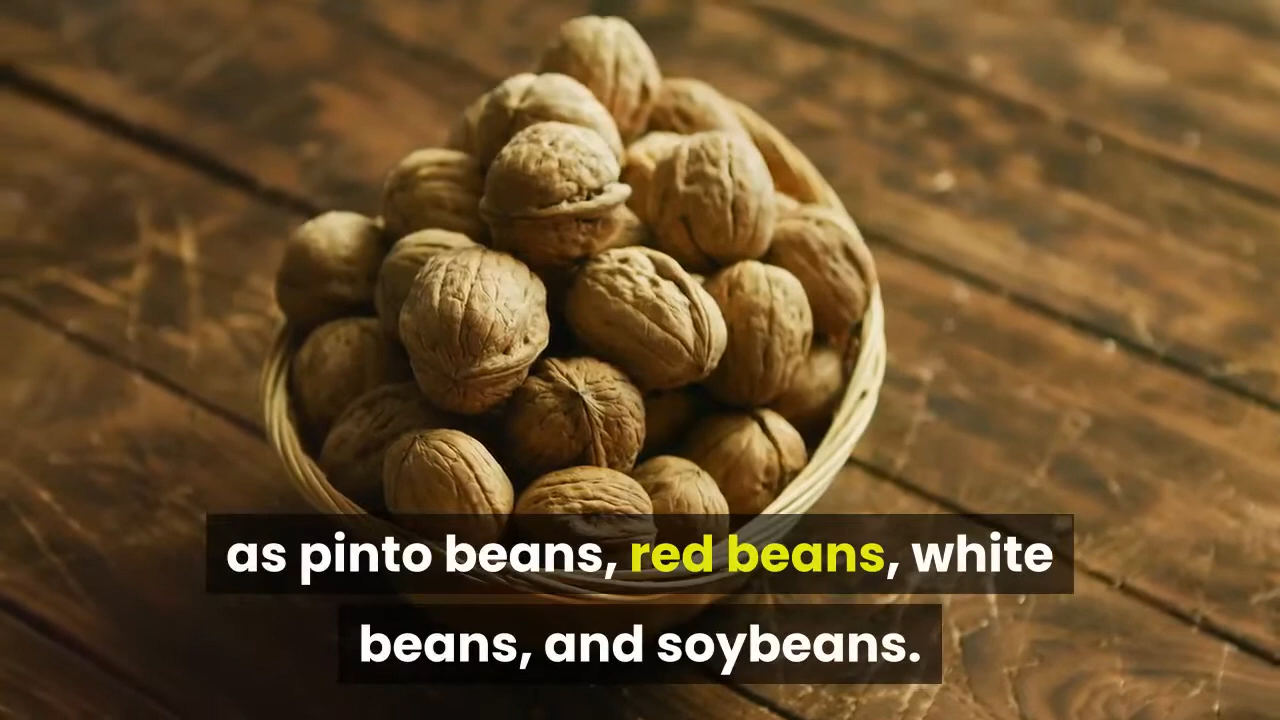 as pinto beans, red beans, white
beans, and soybeans.